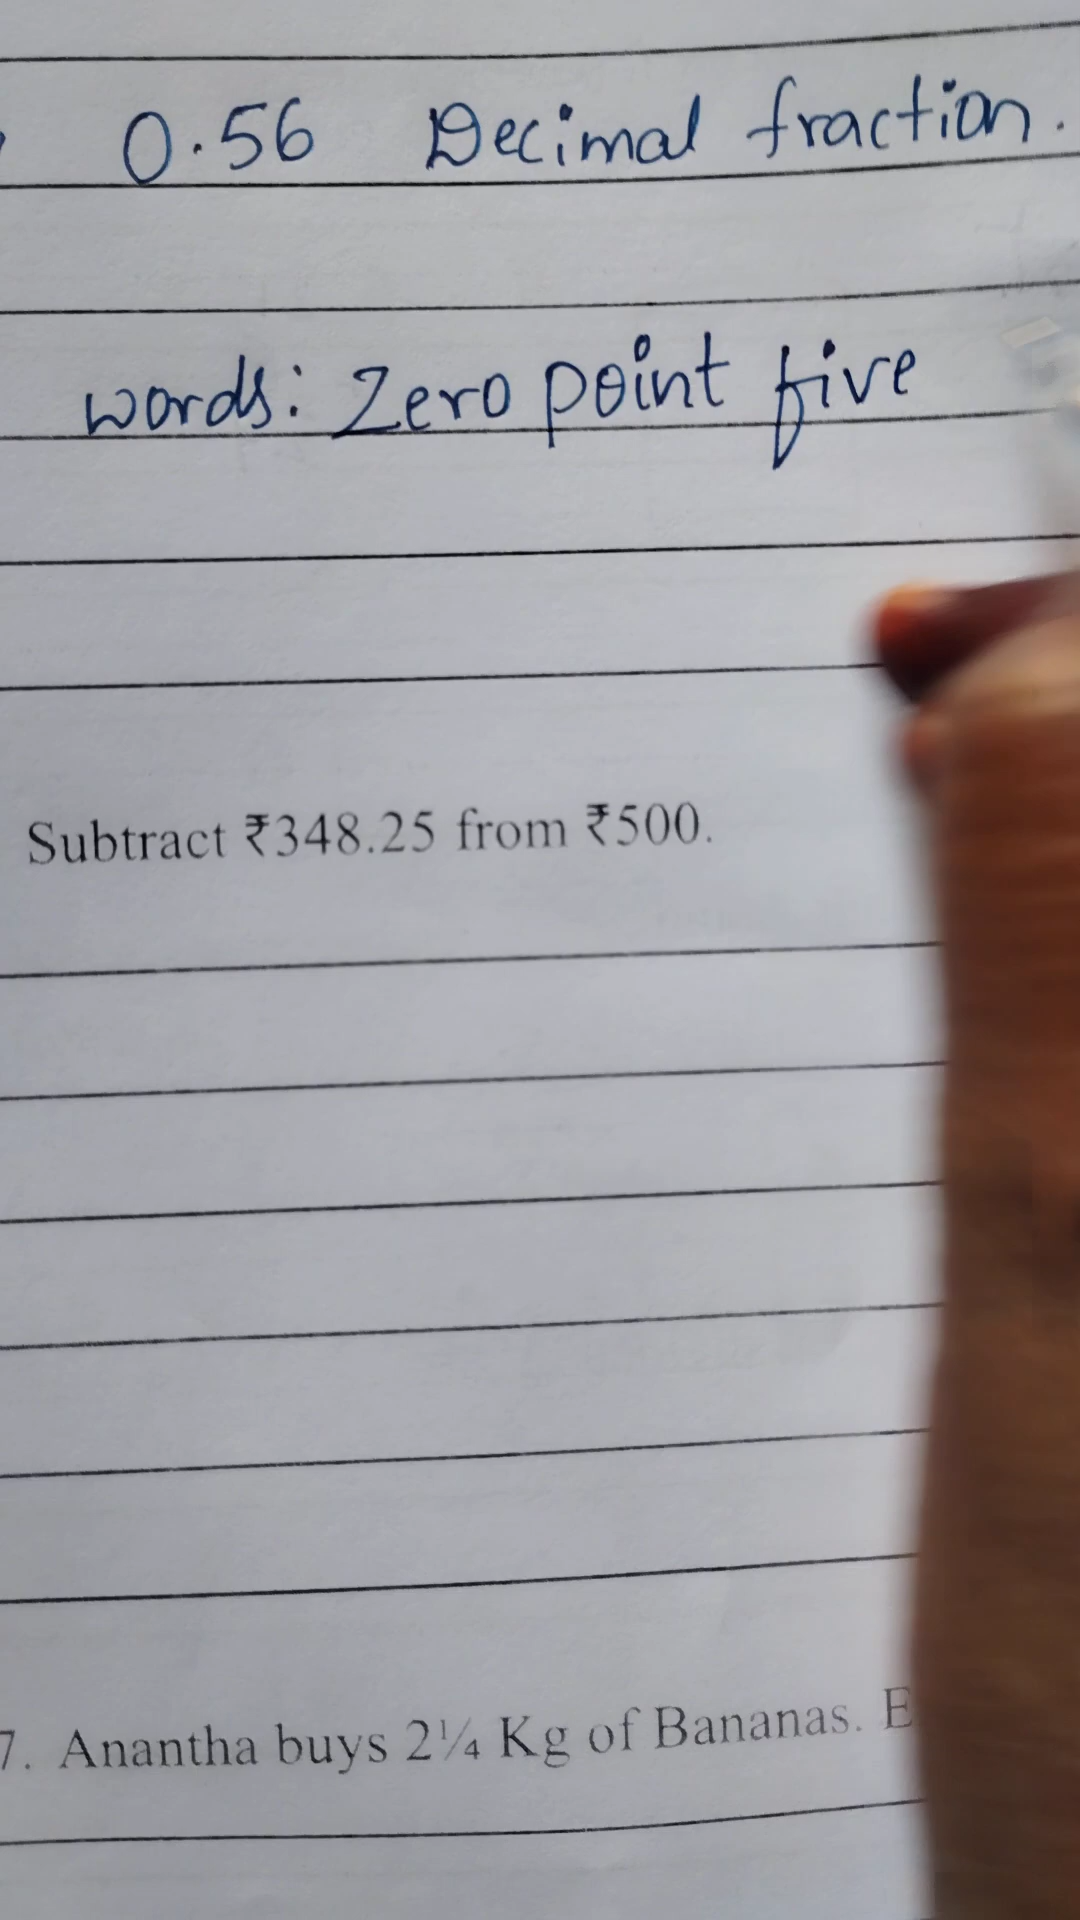 0.56 Decimal fraction.
words: Zero point five
Subtract ₹348.25 from ₹500.
7. Anantha buys 2¼ Kg of Bananas. E